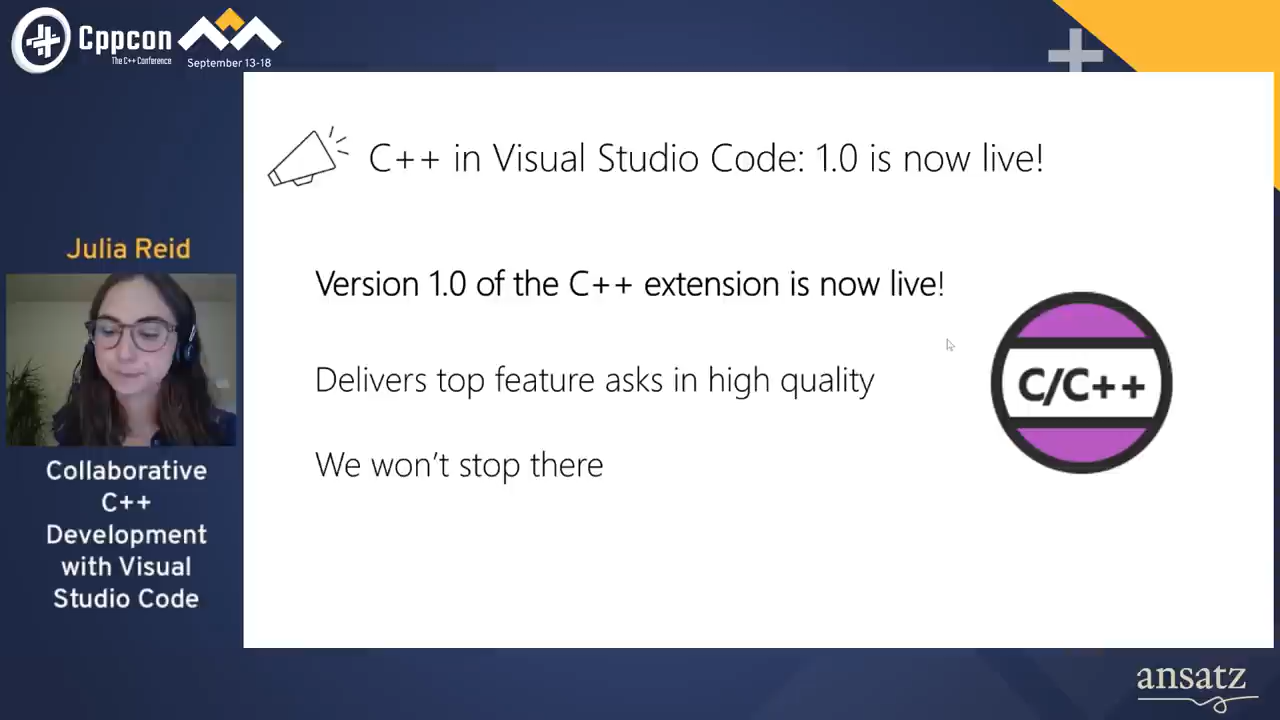 Cppcon
The C++ Conference
September 13-18
C++ in Visual Studio Code: 1.0 is now live!
Julia Reid
Version 1.0 of the C++ extension is now live!
Delivers top feature asks in high quality
C/C++
We won’t stop there
Collaborative
C++
Development
with Visual
Studio Code
ansatz